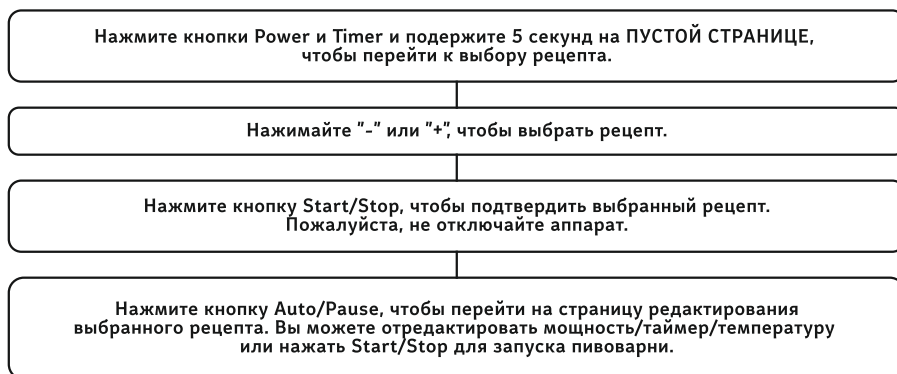 Нажмите кнопки Power и Timer и подержите 5 секунд на ПУСТОЙ СТРАНИЦЕ,
чтобы перейти к выбору рецепта.
Нажимайте "-" или "+", чтобы выбрать рецепт.
Нажмите кнопку Start/Stop, чтобы подтвердить выбранный рецепт.
Пожалуйста, не отключайте аппарат.
Нажмите кнопку Auto/Pause, чтобы перейти на страницу редактирования
выбранного рецепта. Вы можете отредактировать мощность/таймер/температуру
или нажать Start/Stop для запуска пивоварни.